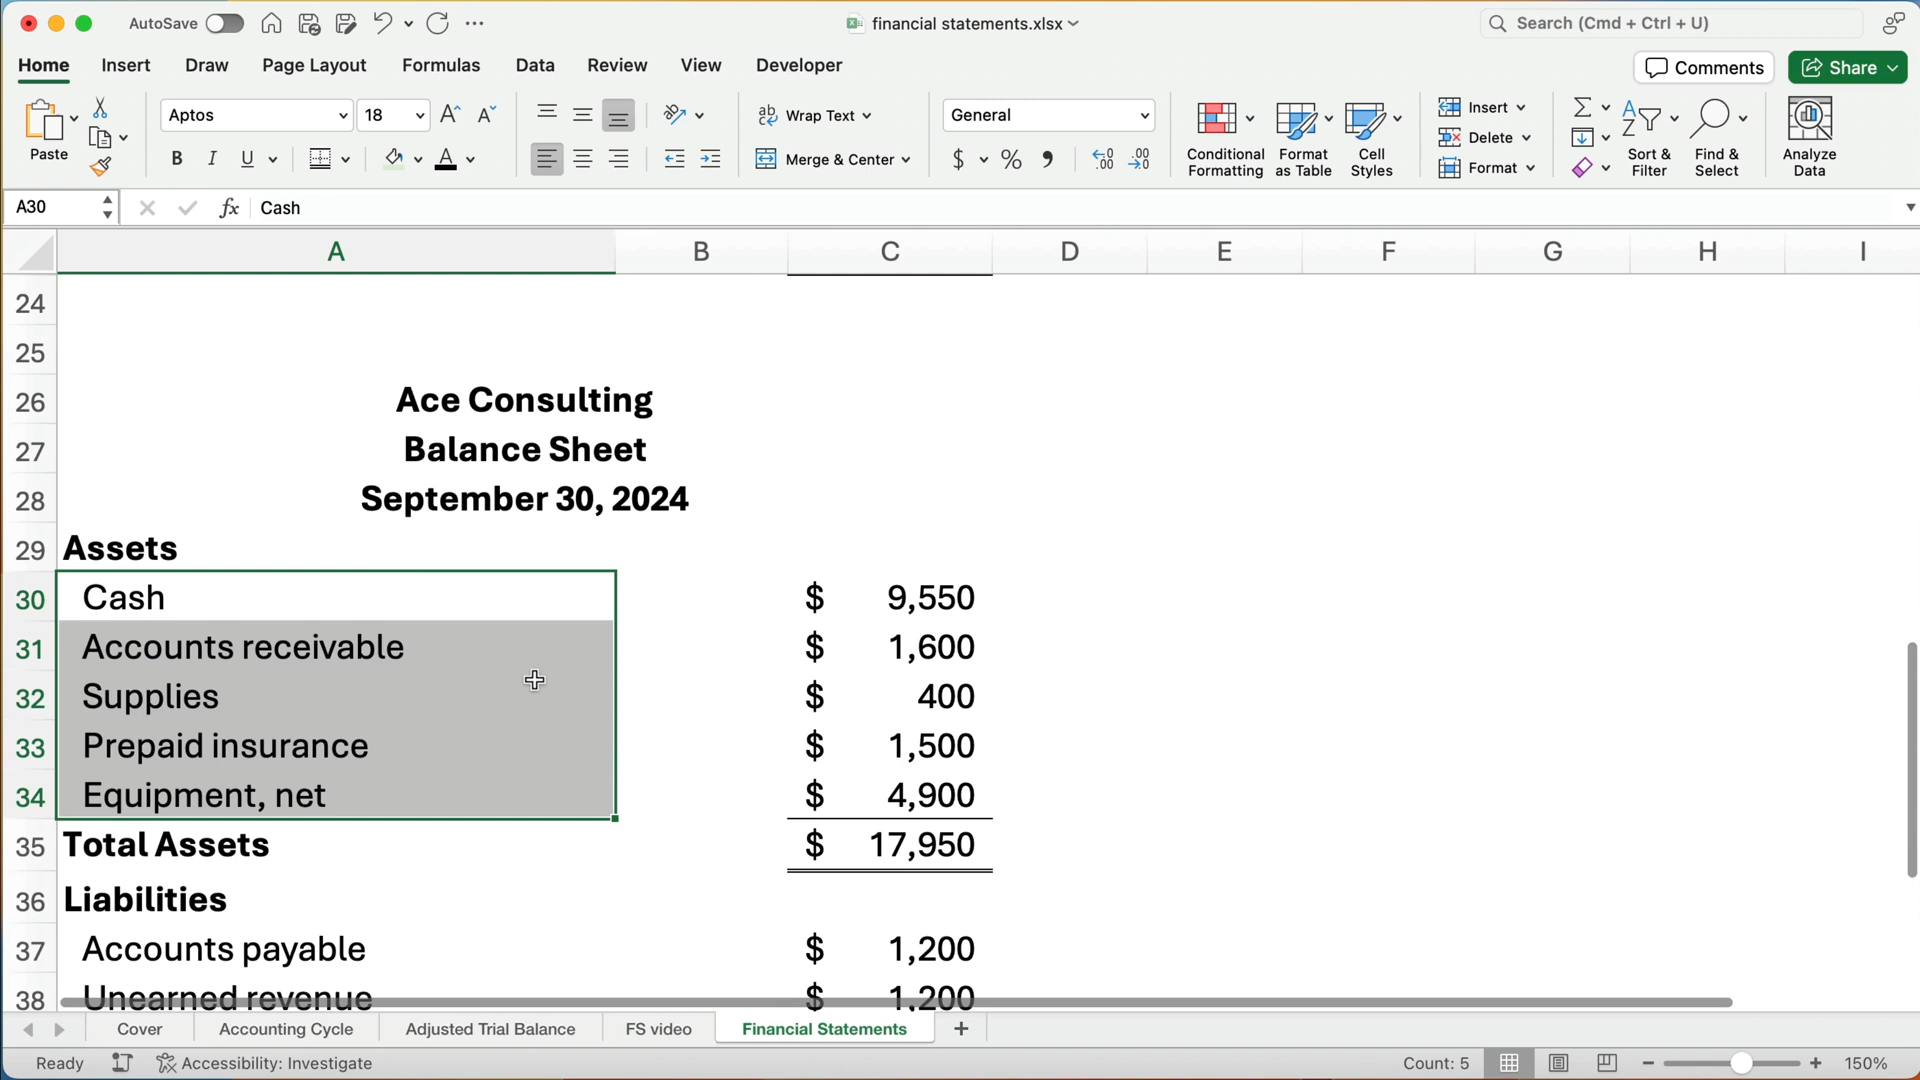 AutoSave
financial statements.xlsx
Search (Cmd + Ctrl + U)
Home Insert Draw Page Layout Formulas Data Review View Developer
Comments Share
Paste
Aptos 18
B I U A
Wrap Text
Merge & Center
General
$ % 9
Conditional Formatting
Format as Table
Cell Styles
Insert
Delete
Format
Sort & Filter
Find & Select
Analyze Data
A30 fx Cash
A B C D E F G H I
24
25
26 Ace Consulting
27 Balance Sheet
28 September 30, 2024
29 Assets
30 Cash $ 9,550
31 Accounts receivable $ 1,600
32 Supplies $ 400
33 Prepaid insurance $ 1,500
34 Equipment, net $ 4,900
35 Total Assets $ 17,950
36 Liabilities
37 Accounts payable $ 1,200
38 Unearned revenue $ 1,200
Cover Accounting Cycle Adjusted Trial Balance FS video Financial Statements +
Ready Accessibility: Investigate Count: 5 150%